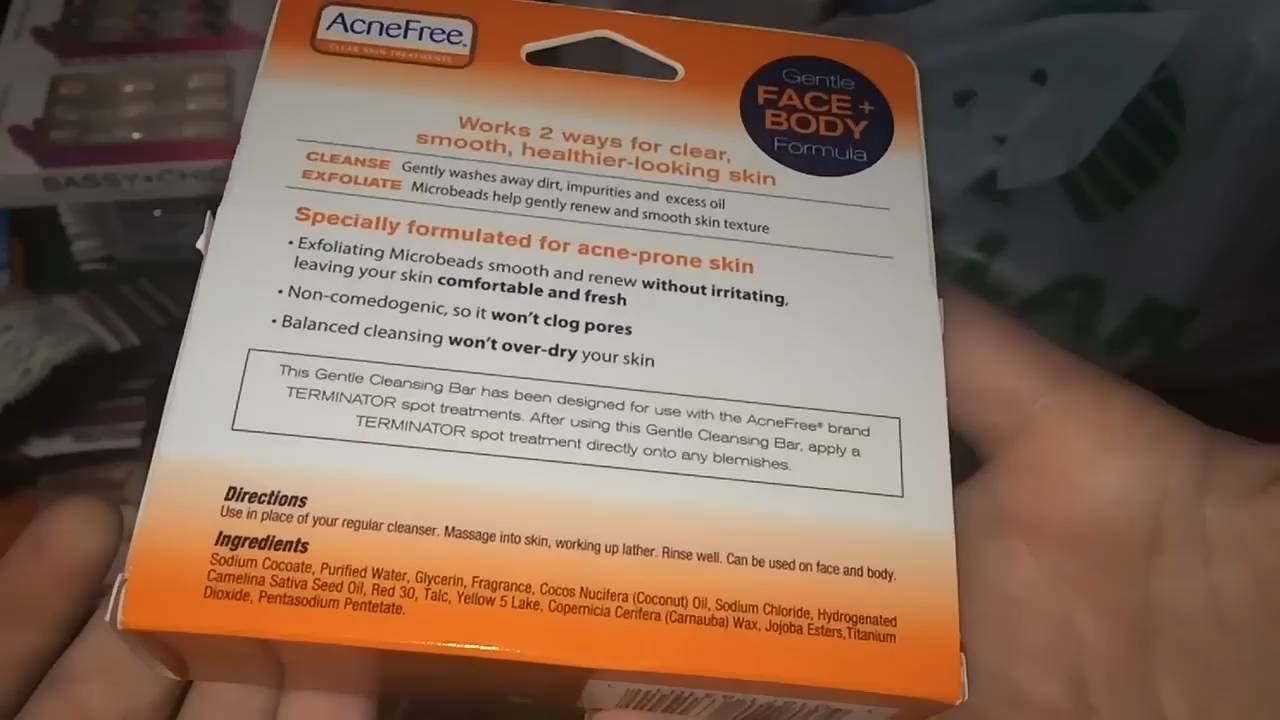 AcneFree.
CLEAR SKIN TREATMENTS
Gentle
FACE +
BODY
Formula
Works 2 ways for clear,
smooth, healthier-looking skin
CLEANSE Gently washes away dirt, impurities and excess oil
EXFOLIATE Microbeads help gently renew and smooth skin texture
Specially formulated for acne-prone skin
• Exfoliating Microbeads smooth and renew without irritating,
leaving your skin comfortable and fresh
• Non-comedogenic, so it won't clog pores
• Balanced cleansing won't over-dry your skin
This Gentle Cleansing Bar has been designed for use with the AcneFree® brand
TERMINATOR spot treatments. After using this Gentle Cleansing Bar, apply a
TERMINATOR spot treatment directly onto any blemishes.
Directions
Use in place of your regular cleanser. Massage into skin, working up lather. Rinse well. Can be used on face and body.
Ingredients
Sodium Cocoate, Purified Water, Glycerin, Fragrance, Cocos Nucifera (Coconut) Oil, Sodium Chloride, Hydrogenated
Camelina Sativa Seed Oil, Red 30, Talc, Yellow 5 Lake, Copernicia Cerifera (Carnauba) Wax, Jojoba Esters,Titanium
Dioxide, Pentasodium Pentetate.
SASSY+CHIC